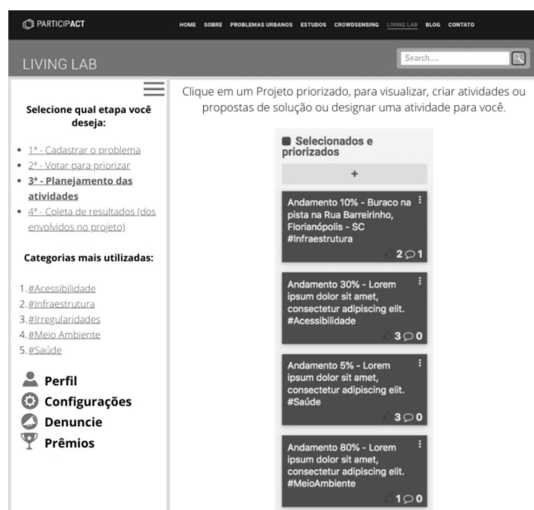 PARTICIPACT
HOME SOBRE PROBLEMAS URBANOS ESTUDOS CROWDSENSING LIVING LAB BLOG CONTATO
LIVING LAB
Search....
Selecione qual etapa você
deseja:
1ª - Cadastrar o problema
2ª - Votar para priorizar
3ª - Planejamento das
atividades
4ª - Coleta de resultados (dos
envolvidos no projeto)
Categorias mais utilizadas:
1. #Acessibilidade
2. #Infraestrutura
3. #Irregularidades
4. #Meio Ambiente
5. #Saúde
Perfil
Configurações
Denuncie
Prêmios
Clique em um Projeto priorizado, para visualizar, criar atividades ou
propostas de solução ou designar uma atividade para você.
Selecionados e
priorizados
+
Andamento 10% - Buraco na
pista na Rua Barreirinho,
Florianópolis - SC
#Infraestrutura
2 1
Andamento 30% - Lorem
ipsum dolor sit amet,
consectetur adipiscing elit.
#Acessibilidade
3 0
Andamento 5% - Lorem
ipsum dolor sit amet,
consectetur adipiscing elit.
#Saúde
3 0
Andamento 80% - Lorem
ipsum dolor sit amet,
consectetur adipiscing elit.
#MeioAmbiente
1 0